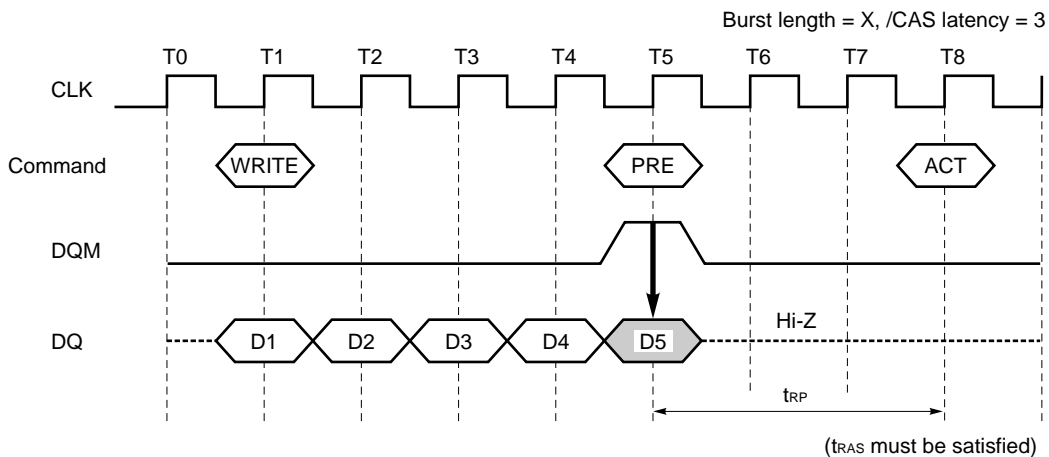 Burst length = X, /CAS latency = 3
T0 T1 T2 T3 T4 T5 T6 T7 T8
CLK
Command WRITE PRE ACT
DQM
Hi-Z
DQ D1 D2 D3 D4 D5
tRP
(tRAS must be satisfied)